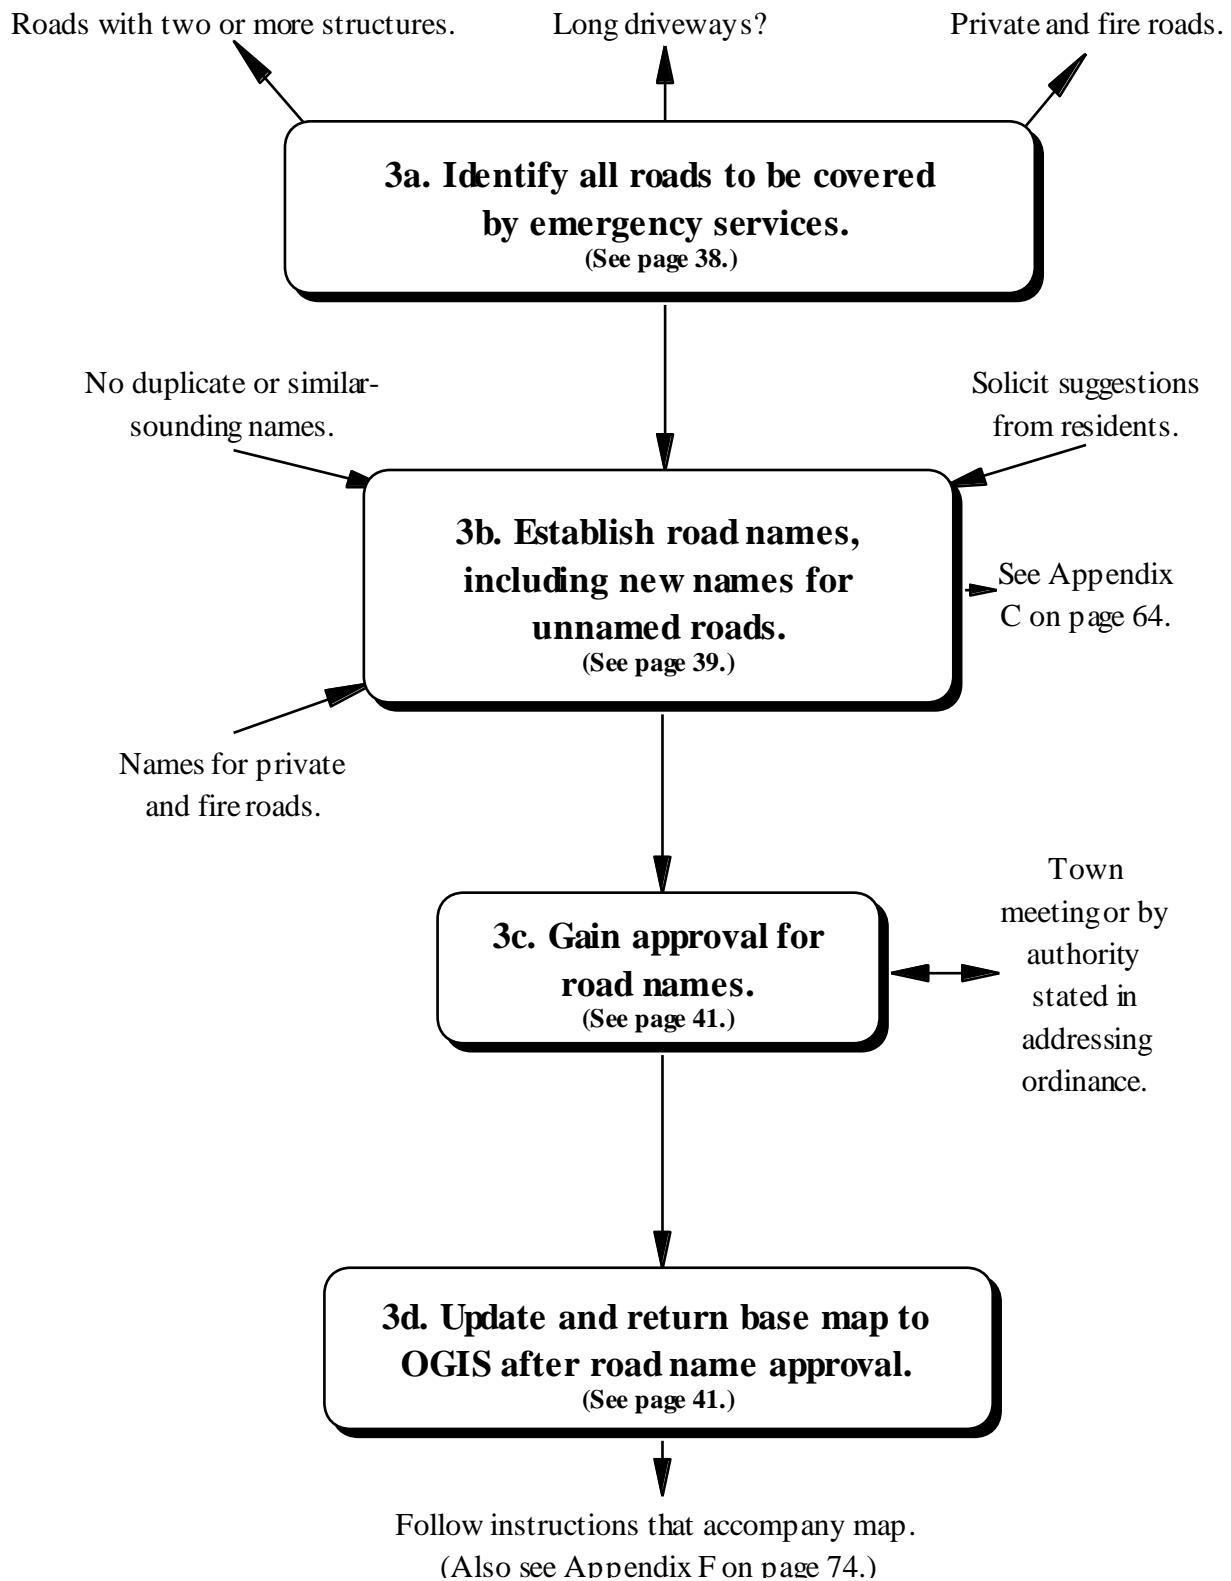 Roads with two or more structures.
Long driveways?
Private and fire roads.
3a. Identify all roads to be covered
by emergency services.
(See page 38.)
No duplicate or similar-
sounding names.
Solicit suggestions
from residents.
3b. Establish road names,
including new names for
unnamed roads.
(See page 39.)
See Appendix
C on page 64.
Names for private
and fire roads.
3c. Gain approval for
road names.
(See page 41.)
Town
meeting or by
authority
stated in
addressing
ordinance.
3d. Update and return base map to
OGIS after road name approval.
(See page 41.)
Follow instructions that accompany map.
(Also see Appendix F on page 74.)